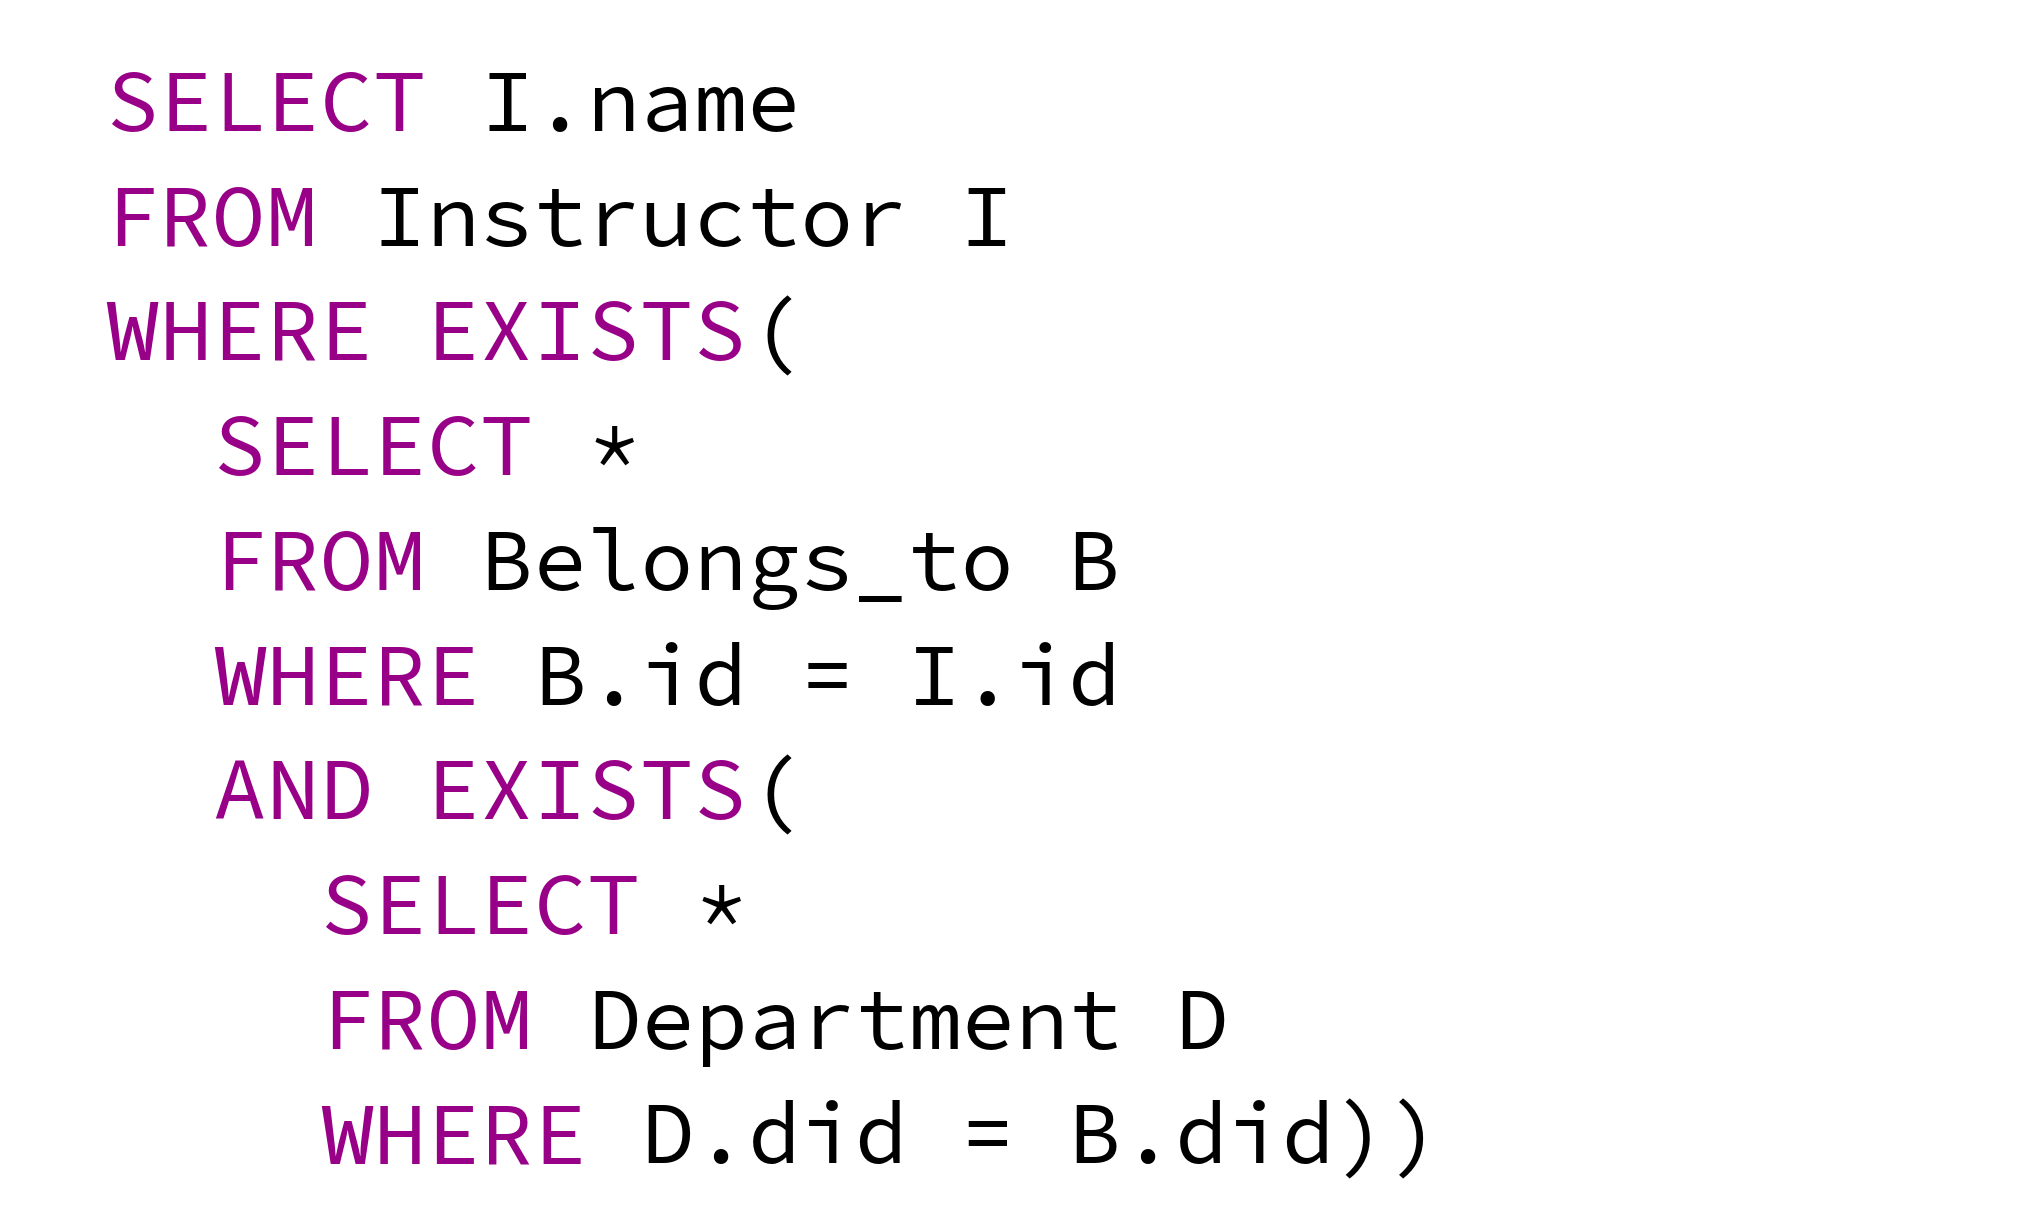 SELECT I.name
FROM Instructor I
WHERE EXISTS(
SELECT *
FROM Belongs_to B
WHERE B.id = I.id
AND EXISTS(
SELECT *
FROM Department D
WHERE D.did = B.did))